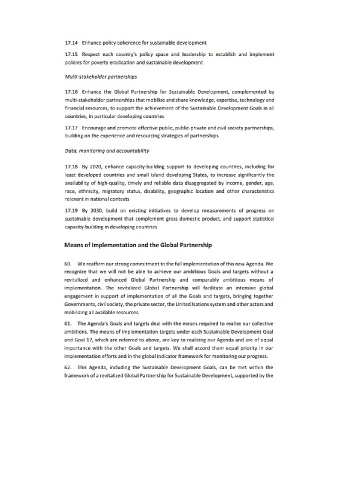 17.14 Enhance policy coherence for sustainable development
17.15 Respect each country's policy space and leadership to establish and implement
policies for poverty eradication and sustainable development
Multi-stakeholder partnerships
17.16 Enhance the Global Partnership for Sustainable Development, complemented by
multi-stakeholder partnerships that mobilize and share knowledge, expertise, technology and
financial resources, to support the achievement of the Sustainable Development Goals in all
countries, in particular developing countries
17.17 Encourage and promote effective public, public-private and civil society partnerships,
building on the experience and resourcing strategies of partnerships
Data, monitoring and accountability
17.18 By 2020, enhance capacity-building support to developing countries, including for
least developed countries and small island developing States, to increase significantly the
availability of high-quality, timely and reliable data disaggregated by income, gender, age,
race, ethnicity, migratory status, disability, geographic location and other characteristics
relevant in national contexts
17.19 By 2030, build on existing initiatives to develop measurements of progress on
sustainable development that complement gross domestic product, and support statistical
capacity-building in developing countries
Means of implementation and the Global Partnership
60. We reaffirm our strong commitment to the full implementation of this new Agenda. We
recognize that we will not be able to achieve our ambitious Goals and targets without a
revitalized and enhanced Global Partnership and comparably ambitious means of
implementation. The revitalized Global Partnership will facilitate an intensive global
engagement in support of implementation of all the Goals and targets, bringing together
Governments, civil society, the private sector, the United Nations system and other actors and
mobilizing all available resources.
61. The Agenda's Goals and targets deal with the means required to realize our collective
ambitions. The means of implementation targets under each Sustainable Development Goal
and Goal 17, which are referred to above, are key to realizing our Agenda and are of equal
importance with the other Goals and targets. We shall accord them equal priority in our
implementation efforts and in the global indicator framework for monitoring our progress.
62. This Agenda, including the Sustainable Development Goals, can be met within the
framework of a revitalized Global Partnership for Sustainable Development, supported by the